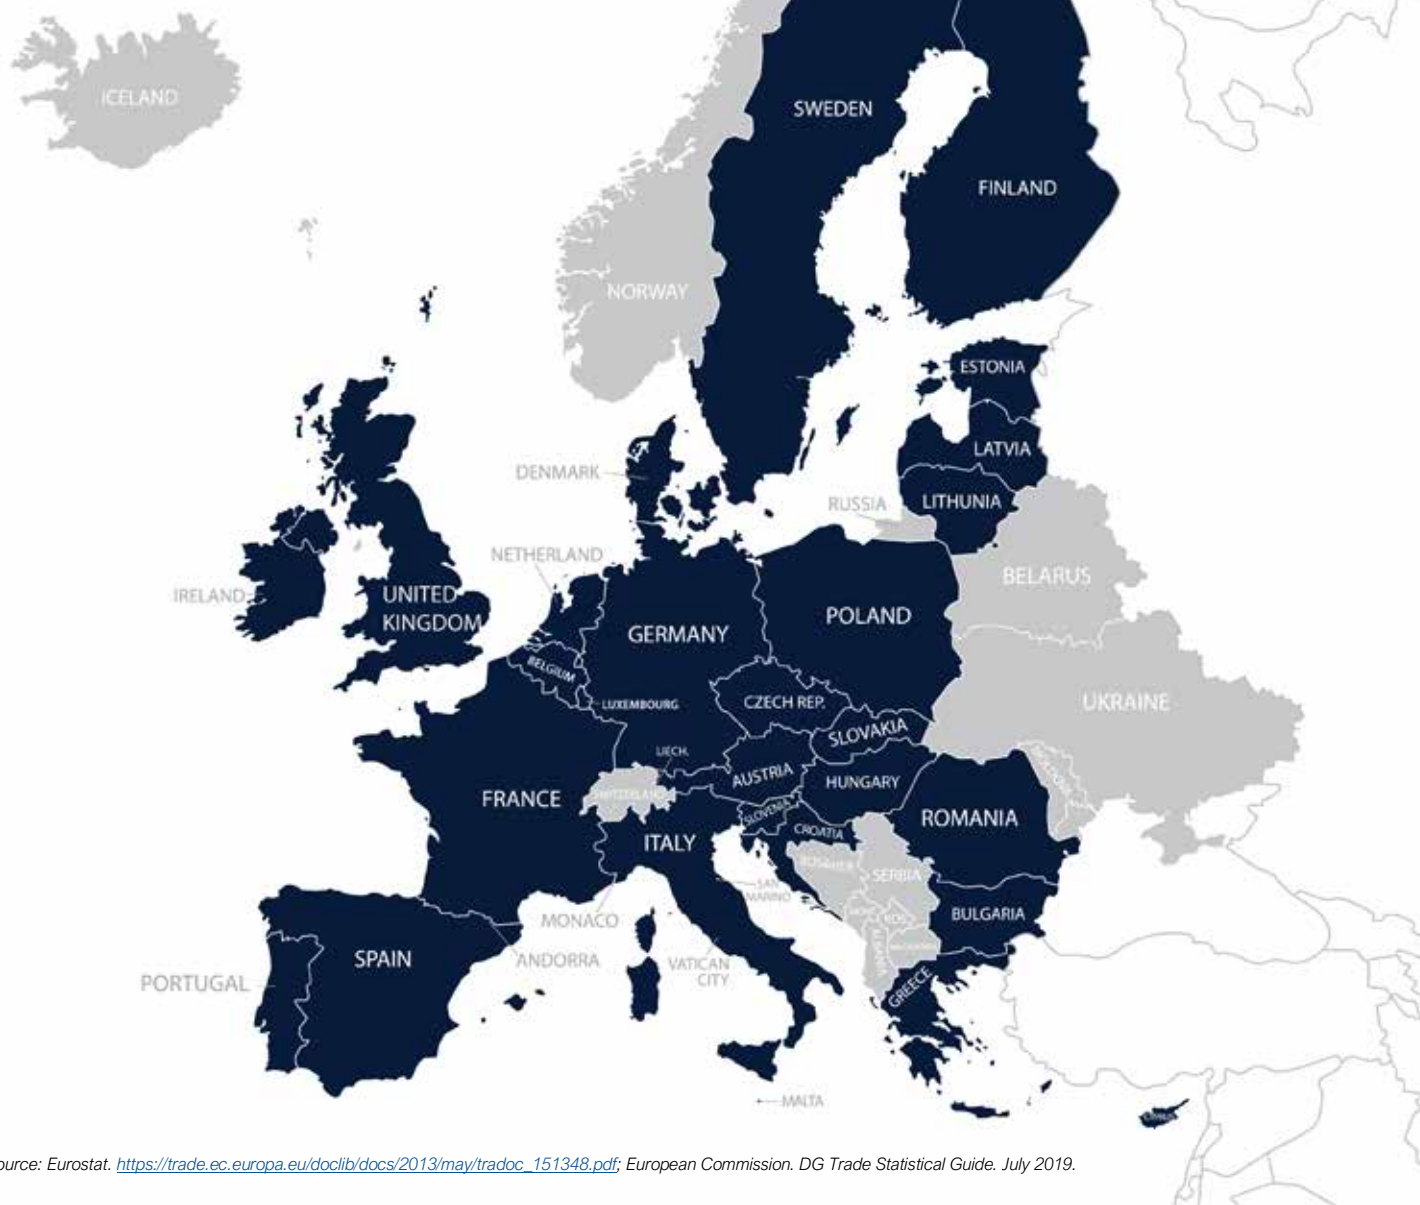 ICELAND
SWEDEN
FINLAND
NORWAY
ESTONIA
DENMARK
LATVIA
RUSSIA
LITHUNIA
NETHERLAND
BELARUS
IRELAND
UNITED
KINGDOM
POLAND
GERMANY
BELGIUM
LUXEMBOURG
CZECH REP.
UKRAINE
SLOVAKIA
LIECH.
AUSTRIA
HUNGARY
FRANCE
SWITZELAND
SLOVENIA
ROMANIA
CROATIA
ITALY
SERBIA
SAN
MARINO
MONACO
KOS.
BULGARIA
SPAIN
ANDORRA
VATICAN
CITY
PORTUGAL
GREECE
MALTA
CYPRUS
ource: Eurostat. https://trade.ec.europa.eu/doclib/docs/2013/may/tradoc_151348.pdf; European Commission. DG Trade Statistical Guide. July 2019.